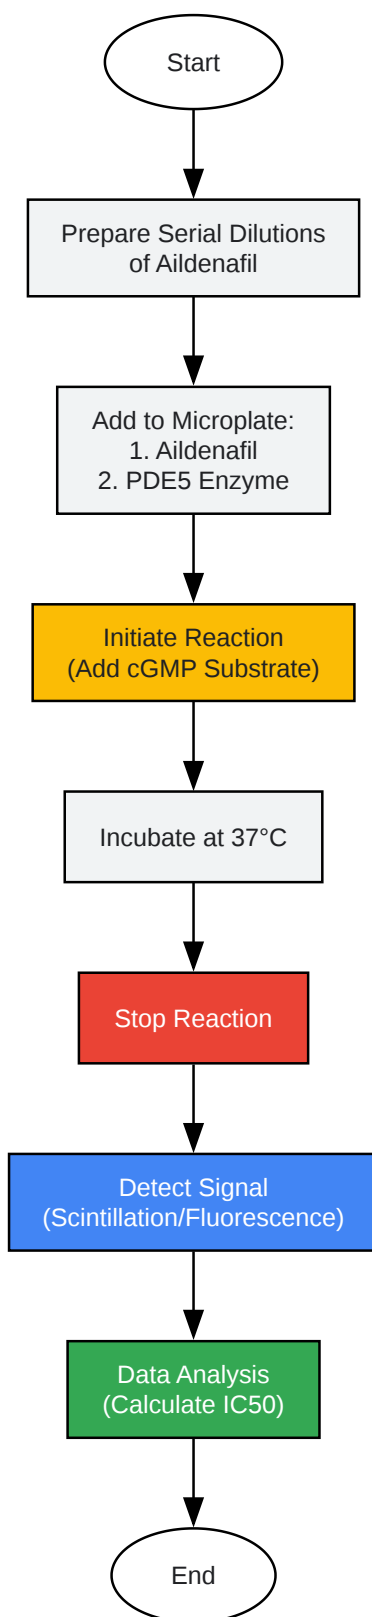 Start
Prepare Serial Dilutions
of Aildenafil
Add to Microplate:
1. Aildenafil
2. PDE5 Enzyme
Initiate Reaction
(Add cGMP Substrate)
Incubate at 37°C
Stop Reaction
Detect Signal
(Scintillation/Fluorescence)
Data Analysis
(Calculate IC50)
End